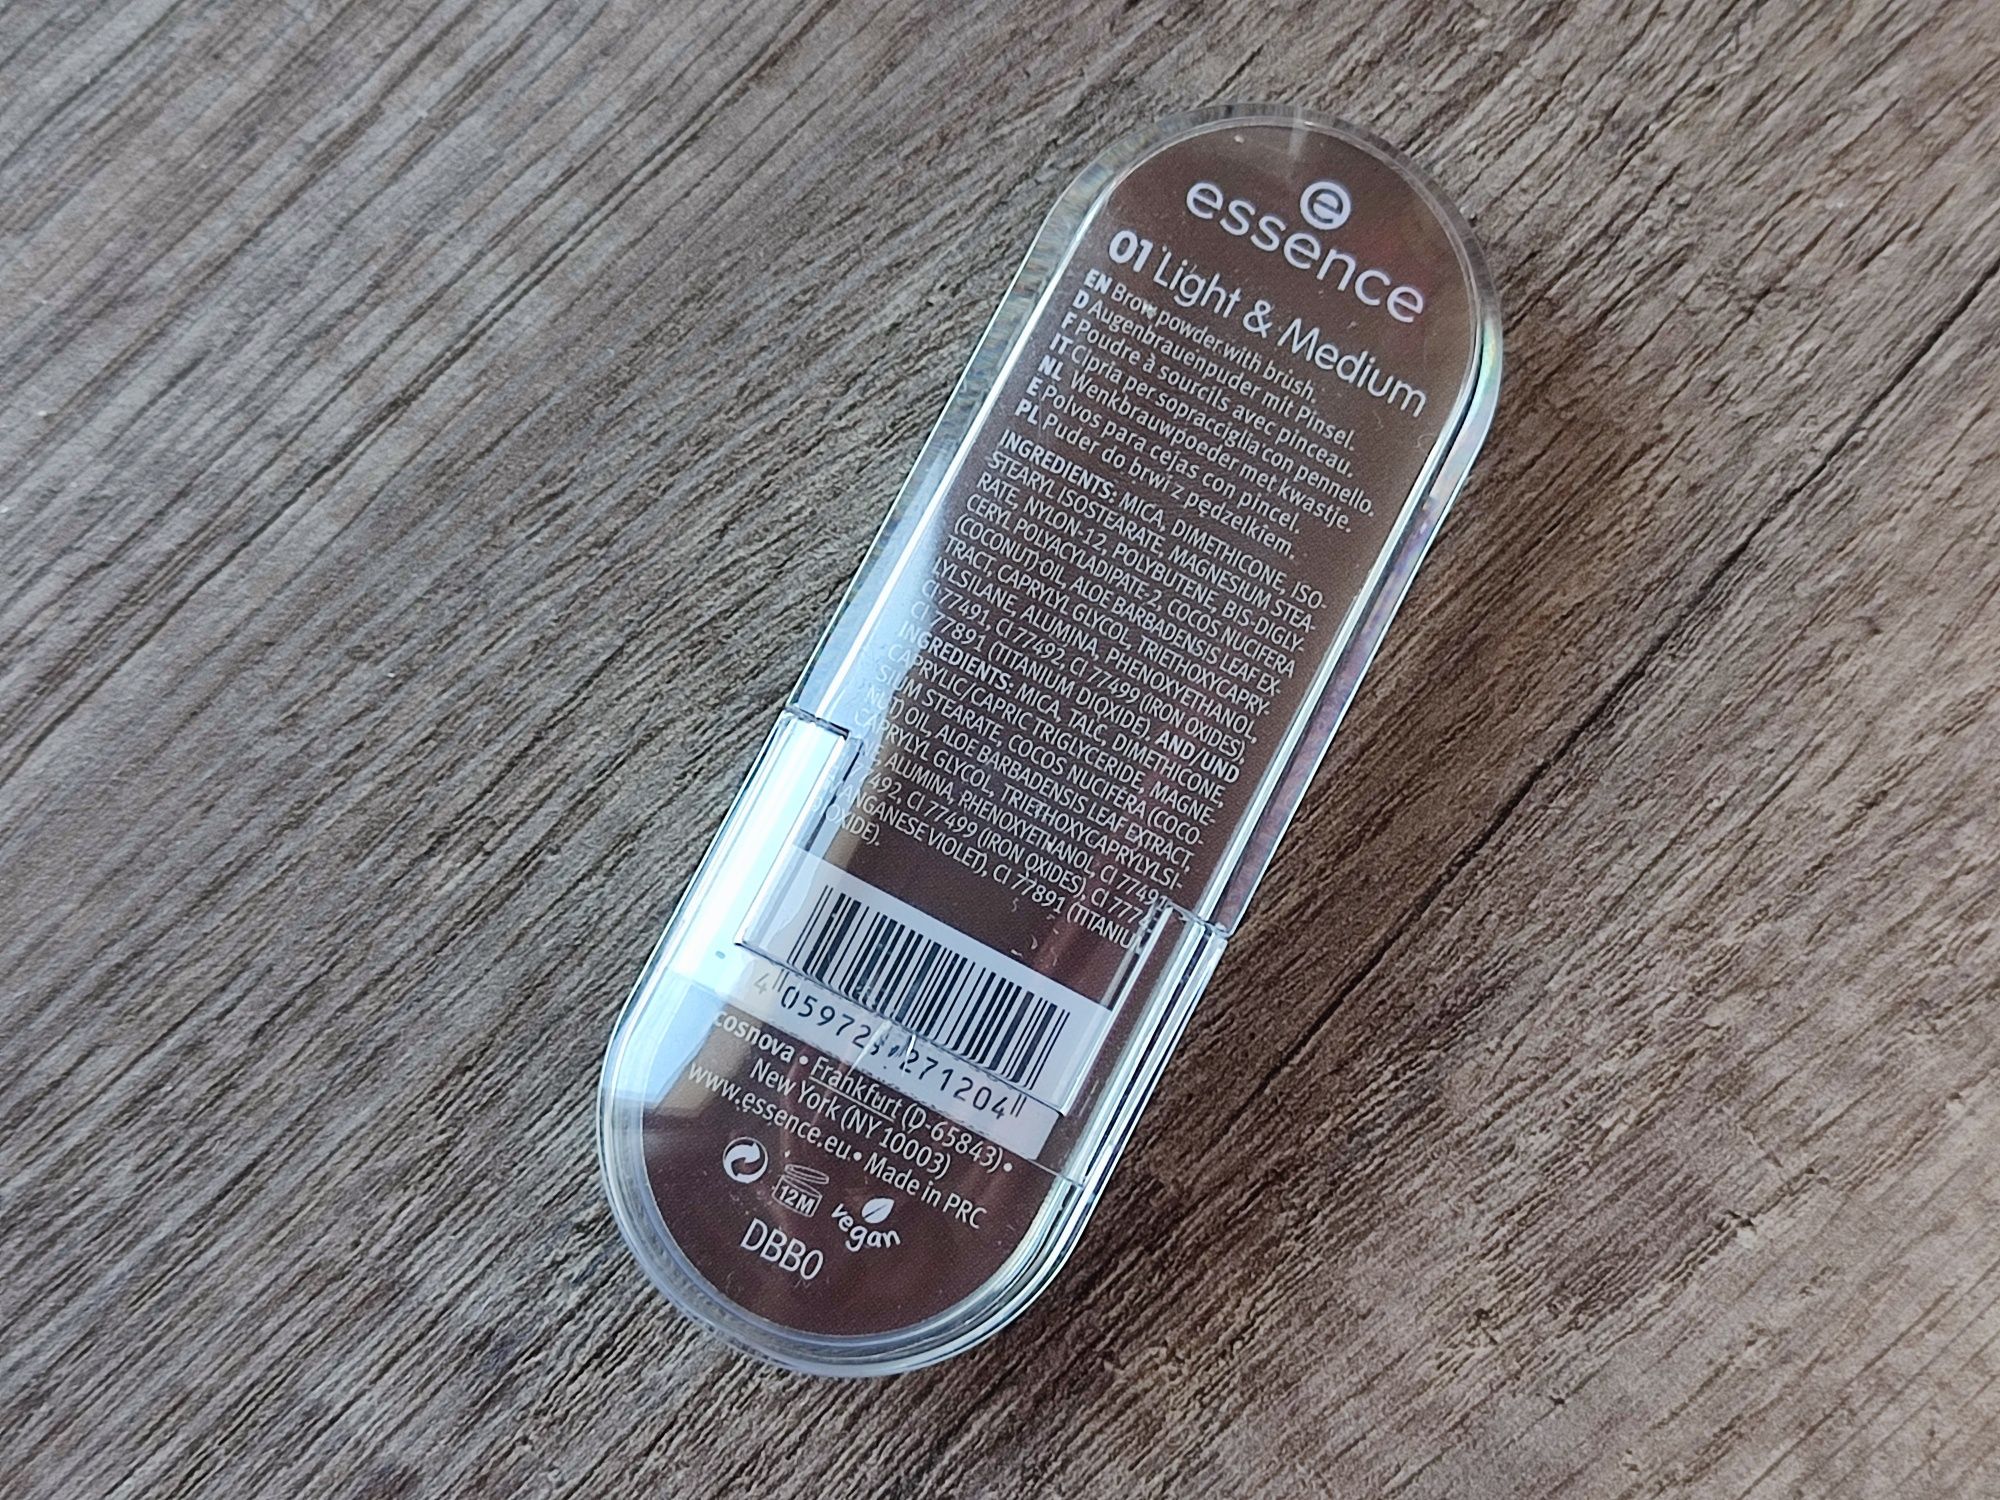 e
essence
01 Light & Medium
EN Brow powder with brush.
D Augenbrauenpuder mit Pinsel.
F Poudre à sourcils avec pinceau.
IT Cipria per sopracciglia con pennello.
NL Wenkbrauwpoeder met kwastje.
E Polvos para cejas con pincel.
PL Puder do brwi z pędzelkiem.
INGREDIENTS: MICA, DIMETHICONE, ISO-
STEARYL ISOSTEARATE, MAGNESIUM STEA-
RATE, NYLON-12, POLYBUTENE, BIS-DIGLY-
CERYL POLYACYLADIPATE-2, COCOS NUCIFERA
(COCONUT) OIL, ALOE BARBADENSIS LEAF EX-
TRACT, CAPRYLYL GLYCOL, TRIETHOXYCAPRY-
LYLSILANE, ALUMINA, PHENOXYETHANOL,
CI 77491, CI 77492, CI 77499 (IRON OXIDES),
CI 77891 (TITANIUM DIOXIDE), AND/UND
INGREDIENTS: MICA, TALC, DIMETHICONE,
CAPRYLIC/CAPRIC TRIGLYCERIDE, MAGNE-
SIUM STEARATE, COCOS NUCIFERA (COCO-
NUT) OIL, ALOE BARBADENSIS LEAF EXTRACT,
CAPRYLYL GLYCOL, TRIETHOXYCAPRYLYLSI-
ALUMINA, PHENOXYETHANOL, CI 77491,
77492, CI 77499 (IRON OXIDES), CI
(MANGANESE VIOLET), CI 77891 (TITANIUM
DIOXIDE).
4 059729 271204
cosnova • Frankfurt (D-65843) •
New York (NY 10003)
www.essence.eu • Made in PRC
12M vegan
DBB0